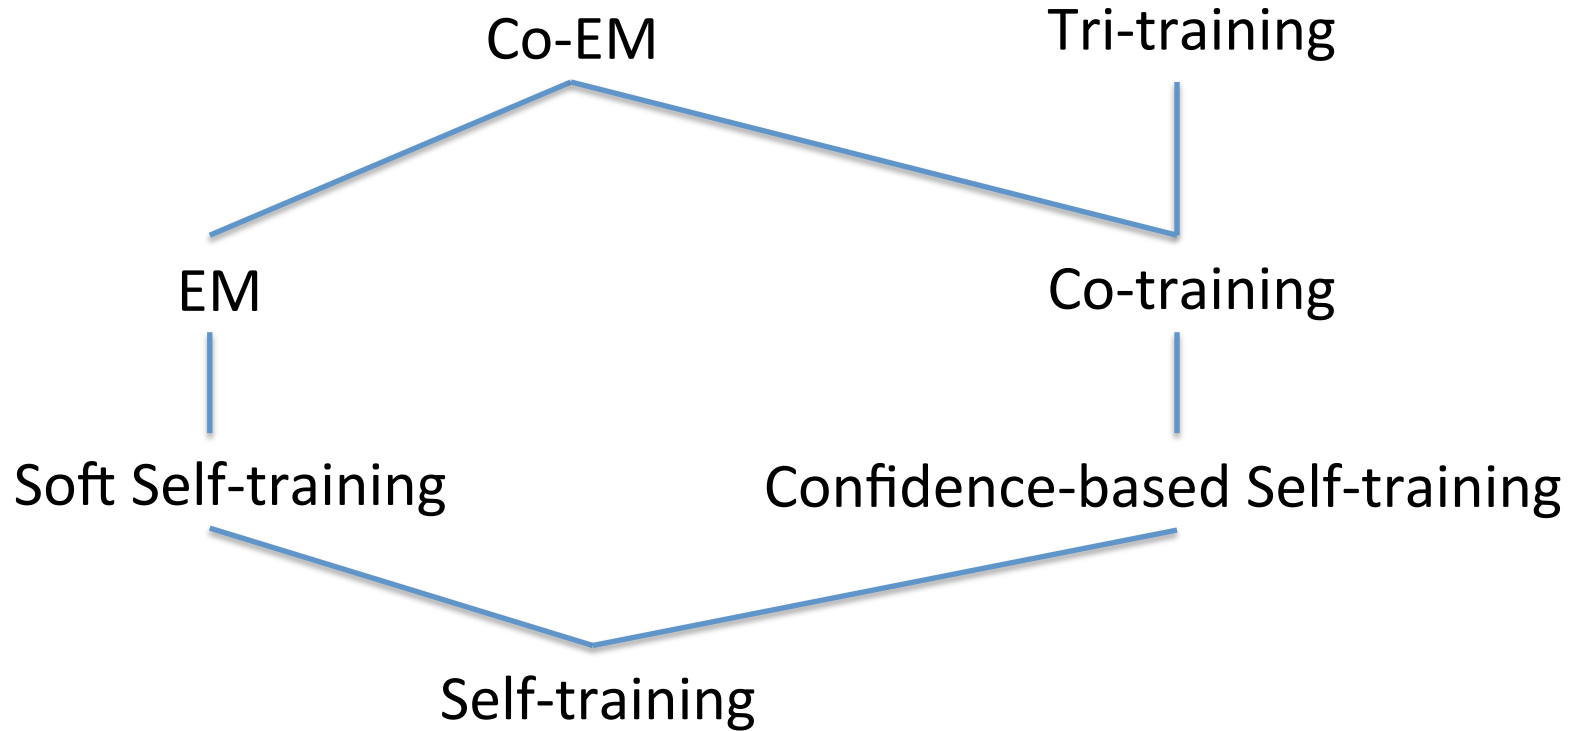 Co-EM
Tri-training
EM
Co-training
Soft Self-training
Confidence-based Self-training
Self-training